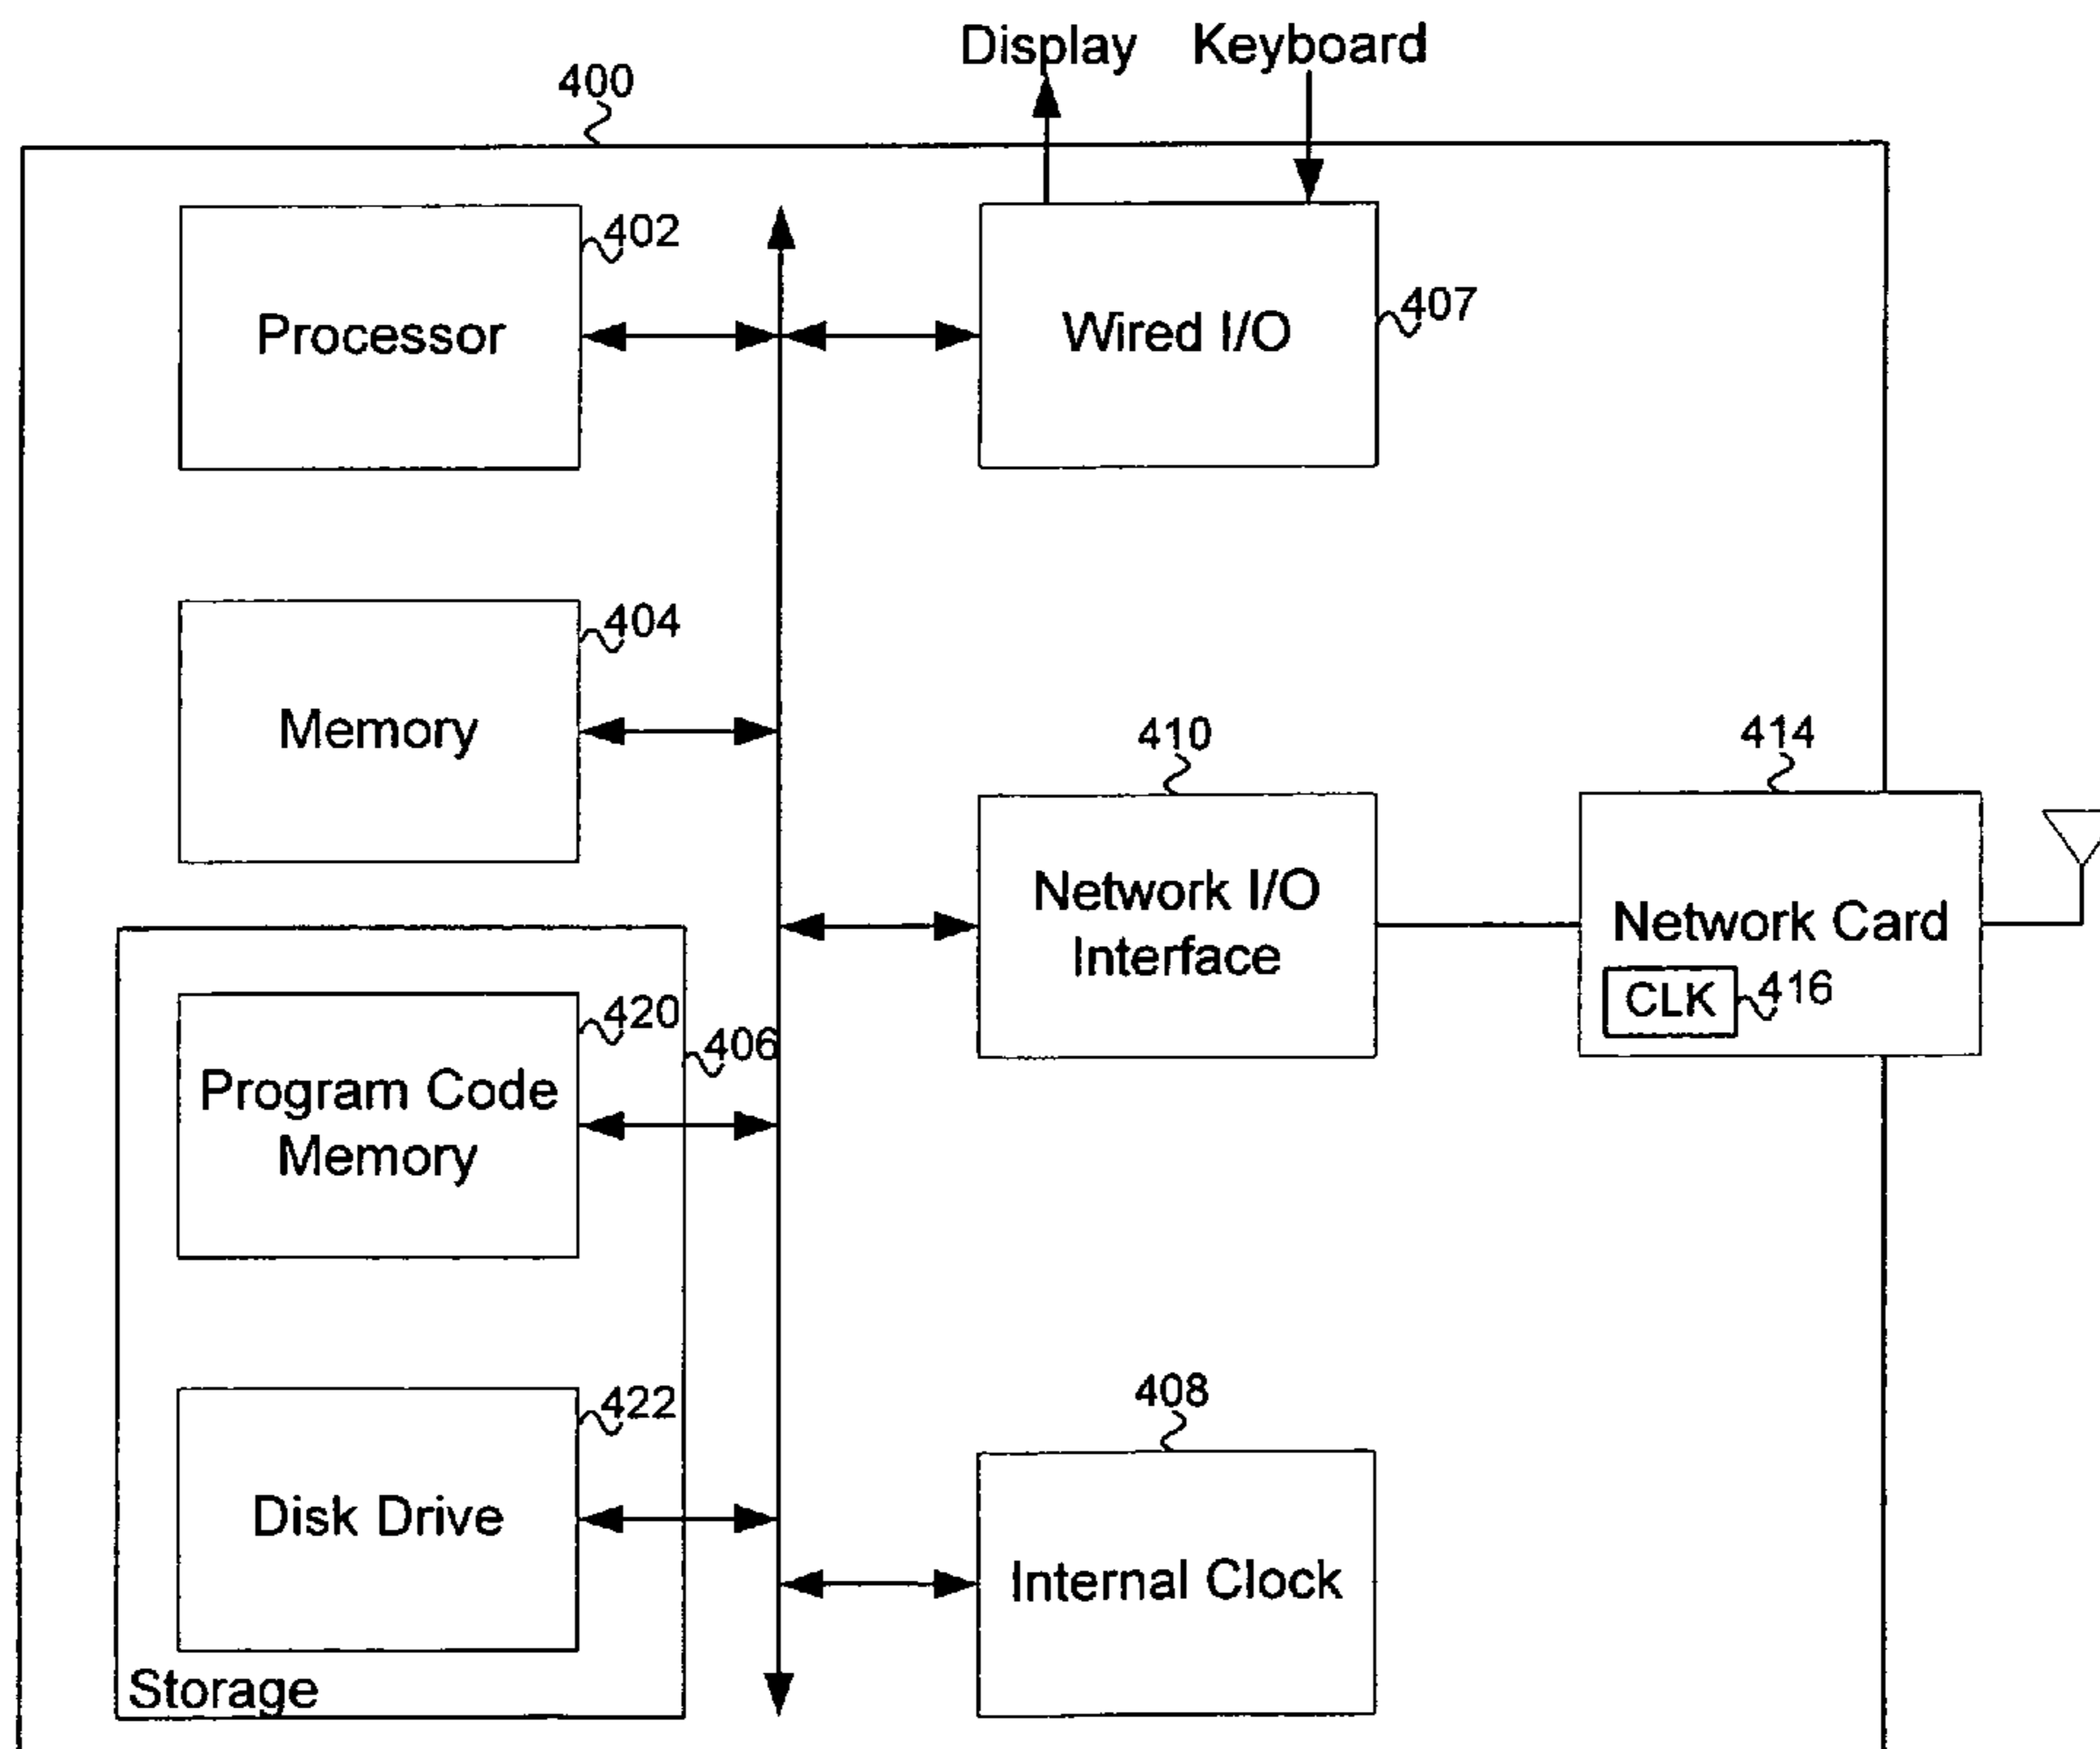 Display Keyboard
400
402
Processor
407
Wired I/O
404
Memory
410
Network I/O
Interface
414
Network Card
CLK
416
420
406
Program Code
Memory
422
Disk Drive
Storage
408
Internal Clock